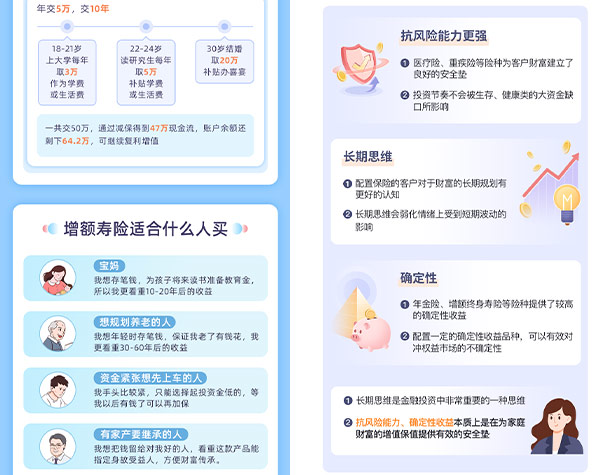 年交5万，交10年
18-21岁
上大学每年
取3万
作为学费
或生活费
22-24岁
读研究生每年
取5万
补贴学费
或生活费
30岁结婚
取20万
补贴办喜宴
一共交50万，通过减保得到47万现金流，账户余额还
剩下64.2万，可继续复利增值
增额寿险适合什么人买
宝妈
我想存笔钱，为孩子将来读书准备教育金，
所以我更看重10-20年后的收益
想规划养老的人
我想年轻时存笔钱，保证我老了有钱花，我
更看重30-60年后的收益
资金紧张想先上车的人
我手头比较紧，只能选择起投资金低的，等
我以后有钱了可以再加保
有家产要继承的人
我想把钱留给对我好的人，看重这款产品能
指定身故受益人，方便财富传承。
抗风险能力更强
1 医疗险、重疾险等险种为客户财富建立了
良好的安全垫
2 投资节奏不会被生存、健康类的大资金缺
口所影响
长期思维
1 配置保险的客户对于财富的长期规划有
更好的认知
2 长期思维会弱化情绪上受到短期波动的
影响
确定性
1 年金险、增额终身寿险等险种提供了较高
的确定性收益
2 配置一定的确定性收益品种，可以有效对
冲权益市场的不确定性
1 长期思维是金融投资中非常重要的一种思维
2 抗风险能力、确定性收益本质上是在为家庭
财富的增值保值提供有效的安全垫